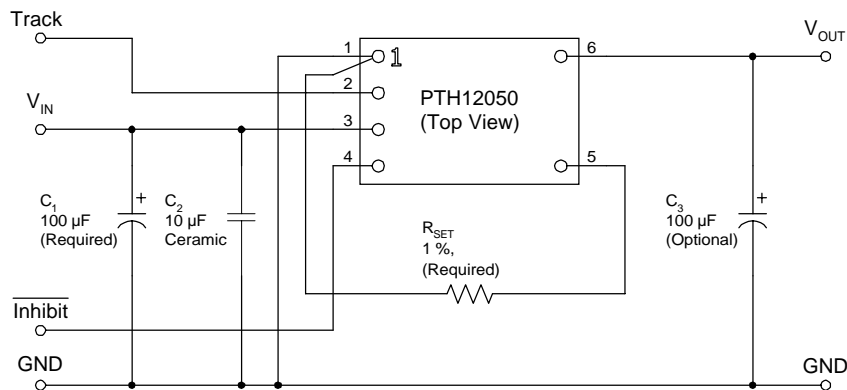 Track
V_IN
C_1
100 µF
(Required)
C_2
10 µF
Ceramic
Inhibit
GND
1
2
3
4
1
PTH12050
(Top View)
6
5
R_SET
1 %,
(Required)
V_OUT
C_3
100 µF
(Optional)
GND
+
+